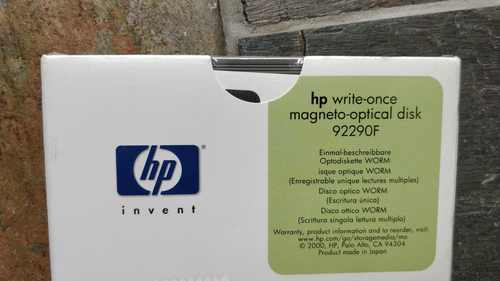 hp
®
invent
hp write-once
magneto-optical disk
92290F
Einmal-beschreibbare
Optodiskette WORM
isque optique WORM
(Enregistrable unique lectures multiples)
Disco optico WORM
(Escritura única)
Disco ottico WORM
(Scrittura singola lettura multipla)
Warranty, product information and to reorder, visit:
www.hp.com/go/storagemedia/mo
© 2000, HP, Palo Alto, CA 94304
Product made in Japan